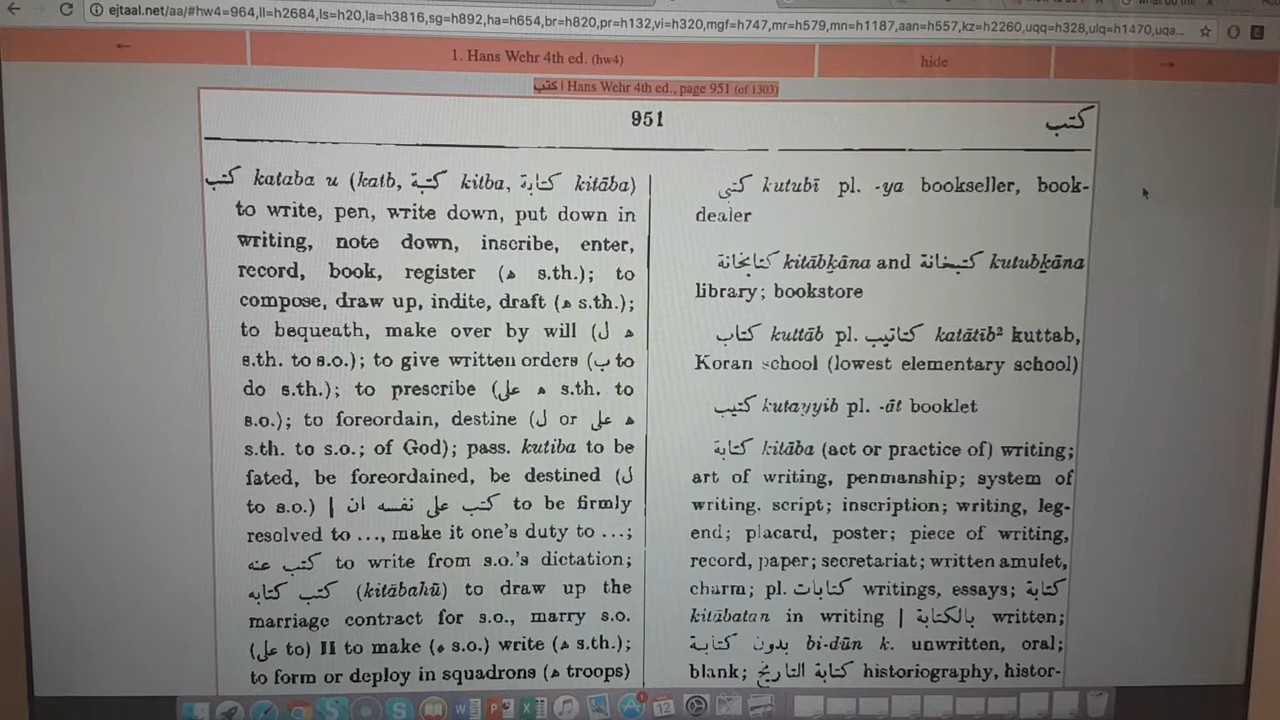 ejtaal.net/aa/#hw4=964,ll=h2684,ls=h20,la=h3816,sg=h892,ha=h654,br=h820,pr=h132,vi=h320,mgf=h747,mr=h579,mn=h1187,aan=h557,kz=h2260,uqq=h328,ulq=h1470,uqa...
← 1. Hans Wehr 4th ed. (hw4) hide →
كتب | Hans Wehr 4th ed., page 951 (of 1303)
951 كتب
كتب kataba u (katb, كتبة kitba, كتابة kitāba)
to write, pen, write down, put down in
writing, note down, inscribe, enter,
record, book, register (ه s.th.); to
compose, draw up, indite, draft (ه s.th.);
to bequeath, make over by will (ل ه
s.th. to s.o.); to give written orders (ب to
do s.th.); to prescribe (على ه s.th. to
s.o.); to foreordain, destine (ل or على ه
s.th. to s.o.; of God); pass. kutiba to be
fated, be foreordained, be destined (ل
to s.o.) | كتب على نفسه ان to be firmly
resolved to ..., make it one's duty to ...;
كتب عنه to write from s.o.'s dictation;
كتب كتابه (kitābahū) to draw up the
marriage contract for s.o., marry s.o.
(على to) II to make (ه s.o.) write (ه s.th.);
to form or deploy in squadrons (ه troops)
كتبى kutubī pl. -ya bookseller, book-
dealer
كتابخانة kitābḵāna and كتبخانة kutubḵāna
library; bookstore
كتاب kuttāb pl. كتاتيب katātīb² kuttab,
Koran school (lowest elementary school)
كتيب kutayyib pl. -āt booklet
كتابة kitāba (act or practice of) writing;
art of writing, penmanship; system of
writing. script; inscription; writing, leg-
end; placard, poster; piece of writing,
record, paper; secretariat; written amulet,
charm; pl. كتابات writings, essays; كتابة
kitābatan in writing | بالكتابة written;
بدون كتابة bi-dūn k. unwritten, oral;
blank; كتابة التاريخ historiography, histor-